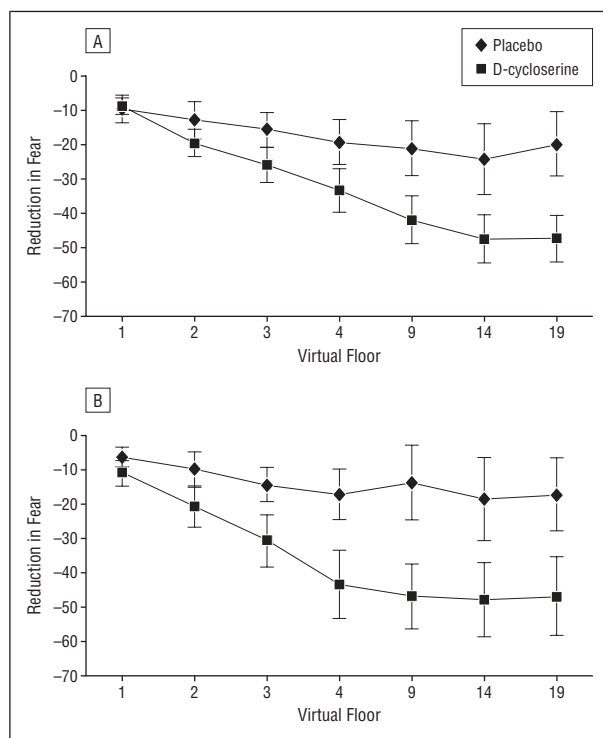 A
Placebo
D-cycloserine
0
–10
–20
–30
–40
–50
–60
–70
Reduction in Fear
1 2 3 4 9 14 19
Virtual Floor
B
0
–10
–20
–30
–40
–50
–60
–70
Reduction in Fear
1 2 3 4 9 14 19
Virtual Floor